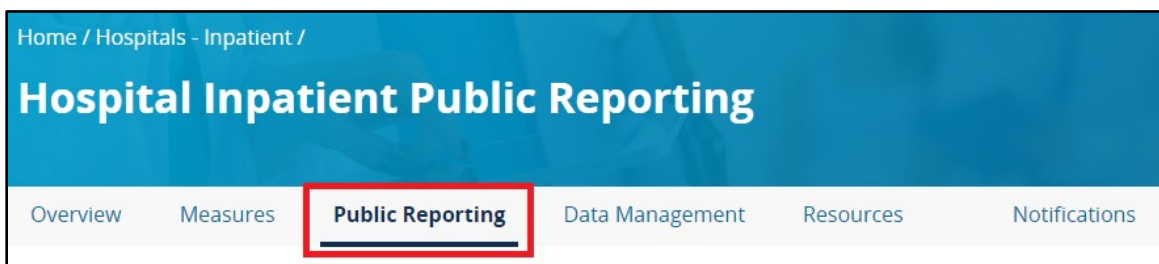 Home / Hospitals - Inpatient /
Hospital Inpatient Public Reporting
Overview Measures Public Reporting Data Management Resources Notifications